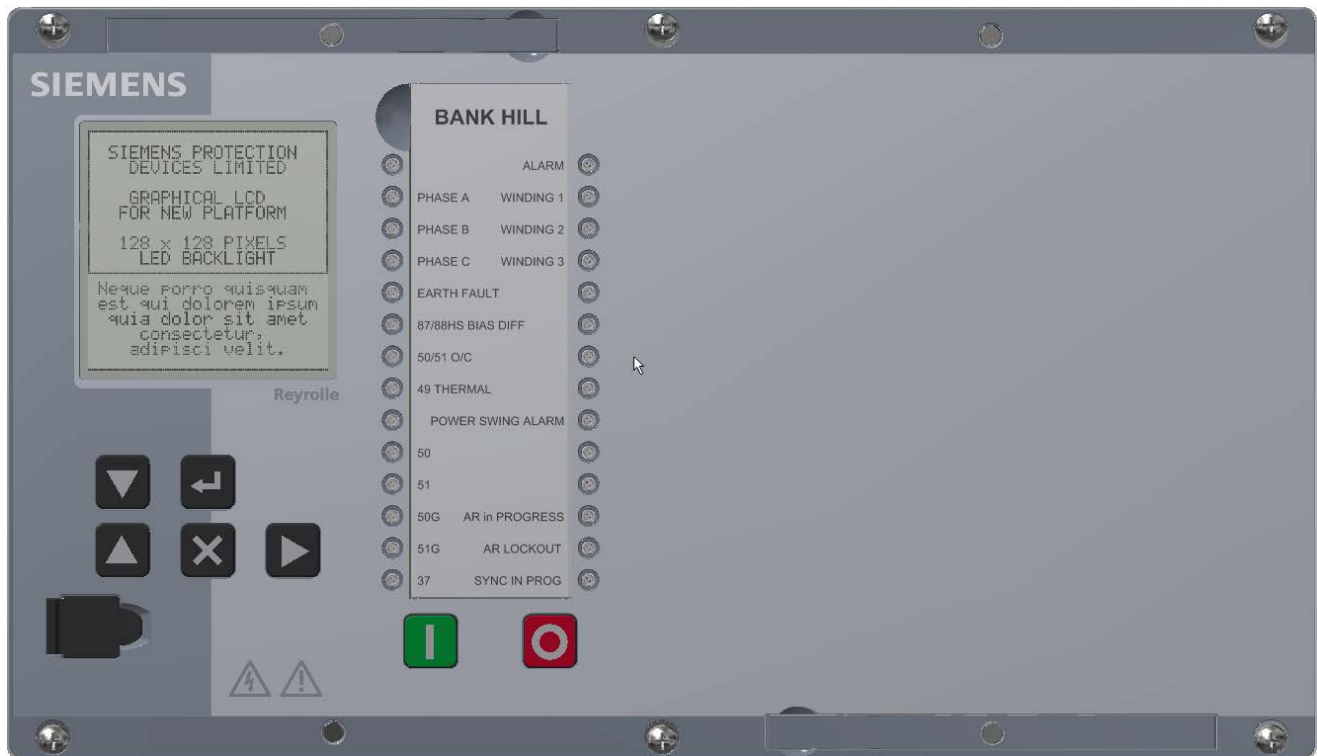 SIEMENS
SIEMENS PROTECTION
DEVICES LIMITED
GRAPHICAL LCD
FOR NEW PLATFORM
128 x 128 PIXELS
LED BACKLIGHT
Neque porro quisquam
est qui dolorem ipsum
quia dolor sit amet
consectetur,
adipisci velit.
Reyrolle
BANK HILL
ALARM
PHASE A WINDING 1
PHASE B WINDING 2
PHASE C WINDING 3
EARTH FAULT
87/88HS BIAS DIFF
50/51 O/C
49 THERMAL
POWER SWING ALARM
50
51
50G AR in PROGRESS
51G AR LOCKOUT
37 SYNC IN PROG